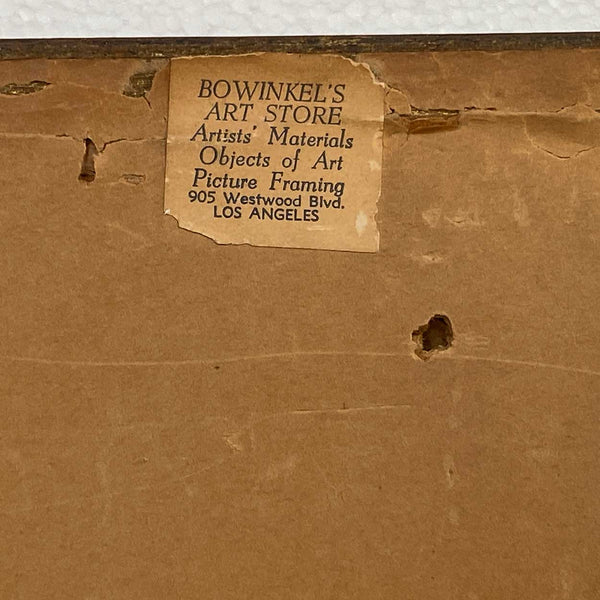 BOWINKEL'S
ART STORE
Artists' Materials
Objects of Art
Picture Framing
905 Westwood Blvd.
LOS ANGELES